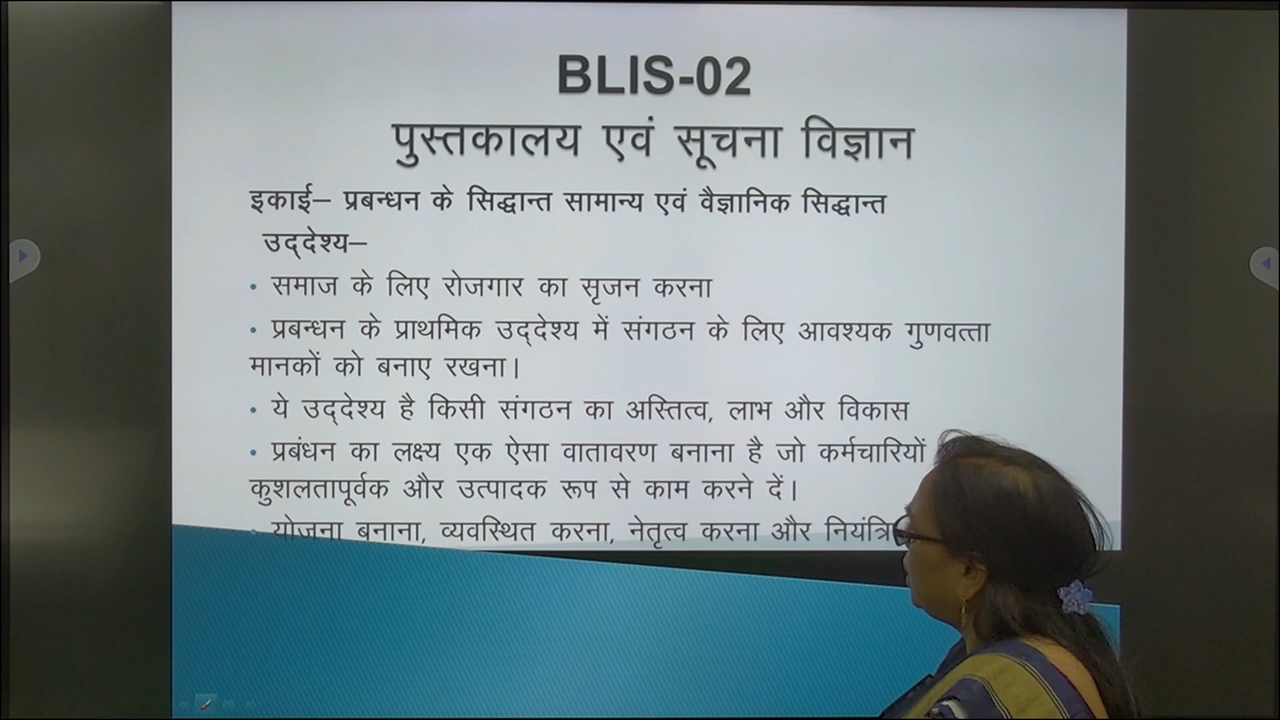 BLIS-02
पुस्तकालय एवं सूचना विज्ञान
इकाई– प्रबन्धन के सिद्धान्त सामान्य एवं वैज्ञानिक सिद्धान्त
उद्देश्य–
• समाज के लिए रोजगार का सृजन करना
• प्रबन्धन के प्राथमिक उद्देश्य में संगठन के लिए आवश्यक गुणवत्ता
मानकों को बनाए रखना।
• ये उद्देश्य है किसी संगठन का अस्तित्व, लाभ और विकास
• प्रबंधन का लक्ष्य एक ऐसा वातावरण बनाना है जो कर्मचारियों
कुशलतापूर्वक और उत्पादक रूप से काम करने दें।
• योजना बनाना, व्यवस्थित करना, नेतृत्व करना और